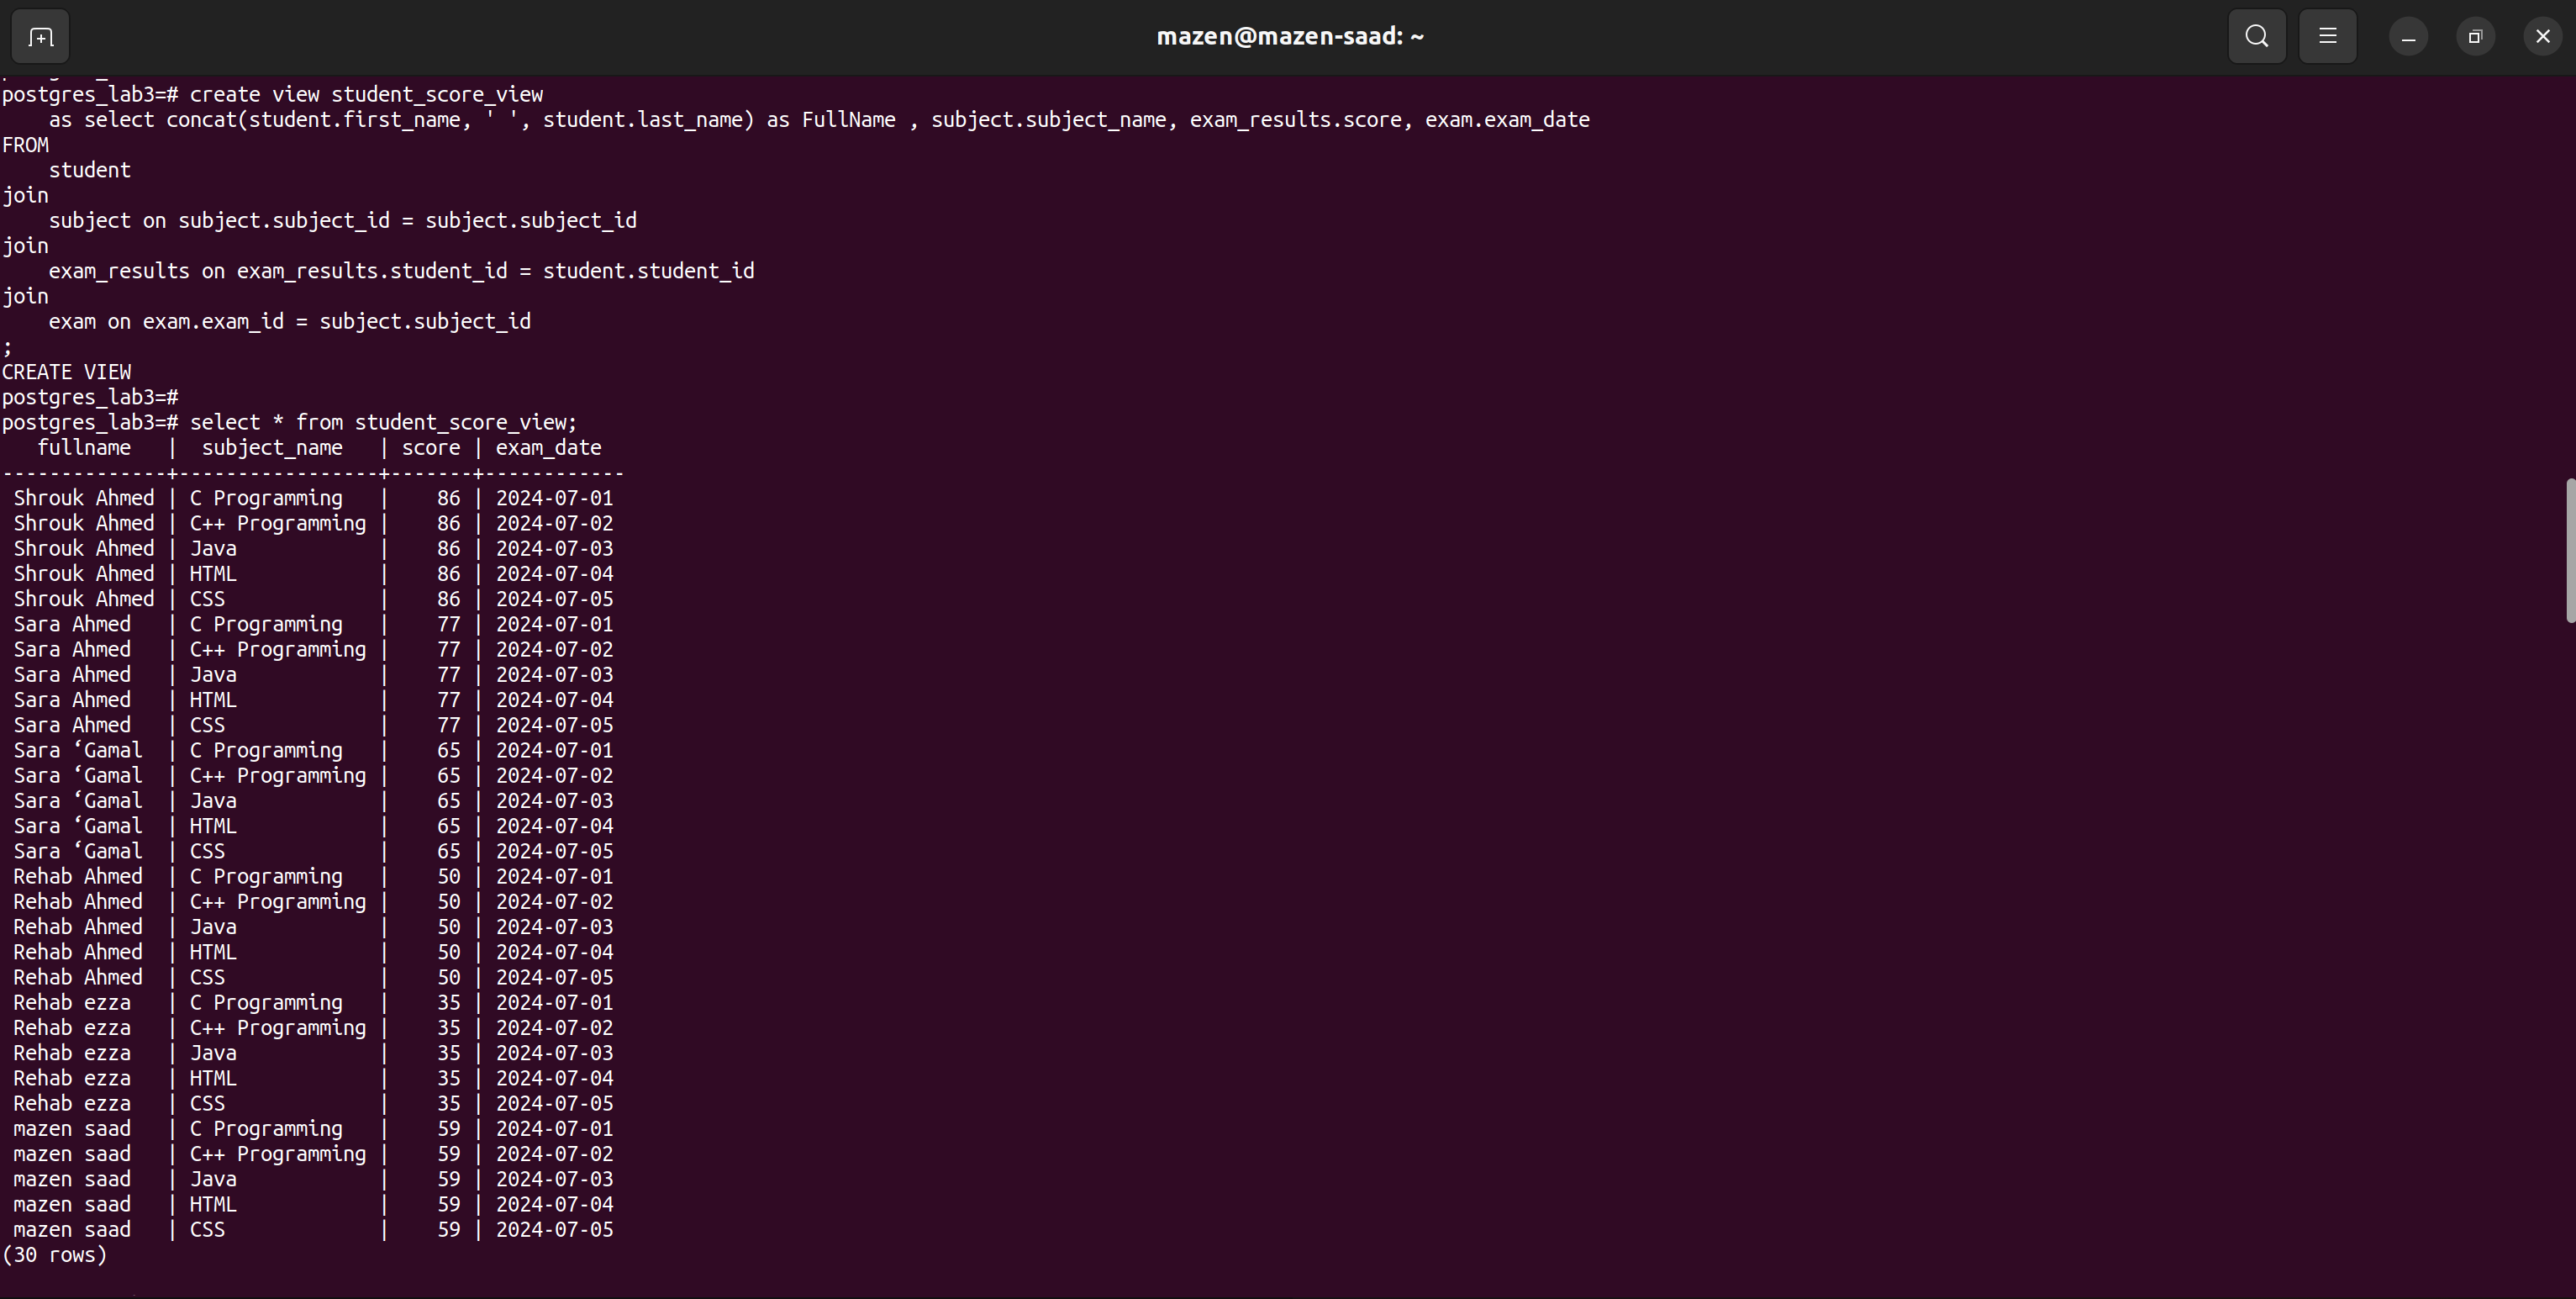 mazen@mazen-saad: ~
postgres_lab3=# create view student_score_view
    as select concat(student.first_name, ' ', student.last_name) as FullName , subject.subject_name, exam_results.score, exam.exam_date
FROM
    student
join
    subject on subject.subject_id = subject.subject_id
join
    exam_results on exam_results.student_id = student.student_id
join
    exam on exam.exam_id = subject.subject_id
;
CREATE VIEW
postgres_lab3=#
postgres_lab3=# select * from student_score_view;
   fullname   |  subject_name   | score | exam_date
--------------+-----------------+-------+------------
 Shrouk Ahmed | C Programming   |    86 | 2024-07-01
 Shrouk Ahmed | C++ Programming |    86 | 2024-07-02
 Shrouk Ahmed | Java            |    86 | 2024-07-03
 Shrouk Ahmed | HTML            |    86 | 2024-07-04
 Shrouk Ahmed | CSS             |    86 | 2024-07-05
 Sara Ahmed   | C Programming   |    77 | 2024-07-01
 Sara Ahmed   | C++ Programming |    77 | 2024-07-02
 Sara Ahmed   | Java            |    77 | 2024-07-03
 Sara Ahmed   | HTML            |    77 | 2024-07-04
 Sara Ahmed   | CSS             |    77 | 2024-07-05
 Sara ‘Gamal  | C Programming   |    65 | 2024-07-01
 Sara ‘Gamal  | C++ Programming |    65 | 2024-07-02
 Sara ‘Gamal  | Java            |    65 | 2024-07-03
 Sara ‘Gamal  | HTML            |    65 | 2024-07-04
 Sara ‘Gamal  | CSS             |    65 | 2024-07-05
 Rehab Ahmed  | C Programming   |    50 | 2024-07-01
 Rehab Ahmed  | C++ Programming |    50 | 2024-07-02
 Rehab Ahmed  | Java            |    50 | 2024-07-03
 Rehab Ahmed  | HTML            |    50 | 2024-07-04
 Rehab Ahmed  | CSS             |    50 | 2024-07-05
 Rehab ezza   | C Programming   |    35 | 2024-07-01
 Rehab ezza   | C++ Programming |    35 | 2024-07-02
 Rehab ezza   | Java            |    35 | 2024-07-03
 Rehab ezza   | HTML            |    35 | 2024-07-04
 Rehab ezza   | CSS             |    35 | 2024-07-05
 mazen saad   | C Programming   |    59 | 2024-07-01
 mazen saad   | C++ Programming |    59 | 2024-07-02
 mazen saad   | Java            |    59 | 2024-07-03
 mazen saad   | HTML            |    59 | 2024-07-04
 mazen saad   | CSS             |    59 | 2024-07-05
(30 rows)